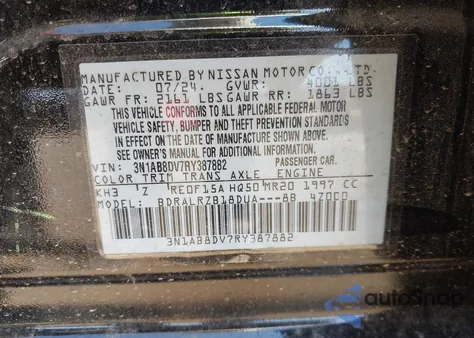 MANUFACTURED BY NISSAN MOTOR CO., LTD.
DATE: 07/24. GVWR: 4001 LBS
GAWR FR: 2161 LBS GAWR RR: 1863 LBS
THIS VEHICLE CONFORMS TO ALL APPLICABLE FEDERAL MOTOR
VEHICLE SAFETY, BUMPER AND THEFT PREVENTION STANDARDS
IN EFFECT ON THE DATE OF MANUFACTURE SHOWN ABOVE.
SEE OWNER'S MANUAL FOR ADDITIONAL INFORMATION.
VIN: 3N1AB8DV7RY387882 PASSENGER CAR.
COLOR TRIM TRANS AXLE ENGINE
KH3 'Z RE0F15A HQ50 MR20 1997 CC
MODEL: BDRALRZB18DUA---8B 4Z000
3N1AB8DV7RY387882
autoSnop